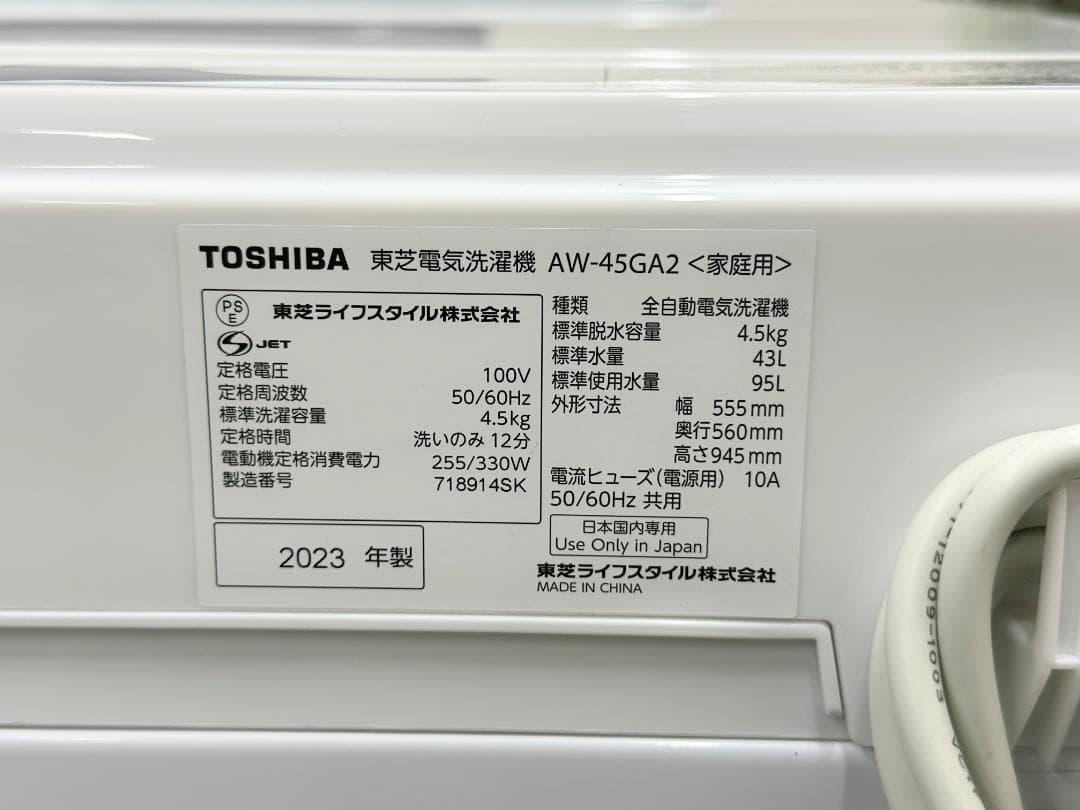 TOSHIBA 東芝電気洗濯機 AW-45GA2 <家庭用>
PS
E 東芝ライフスタイル株式会社
S JET
定格電圧 100V
定格周波数 50/60Hz
標準洗濯容量 4.5kg
定格時間 洗いのみ 12分
電動機定格消費電力 255/330W
製造番号 718914SK
2023 年製
種類 全自動電気洗濯機
標準脱水容量 4.5kg
標準水量 43L
標準使用水量 95L
外形寸法 幅 555mm
奥行560mm
高さ945mm
電流ヒューズ(電源用) 10A
50/60Hz 共用
日本国内専用
Use Only in Japan
東芝ライフスタイル株式会社
MADE IN CHINA
12009-1003